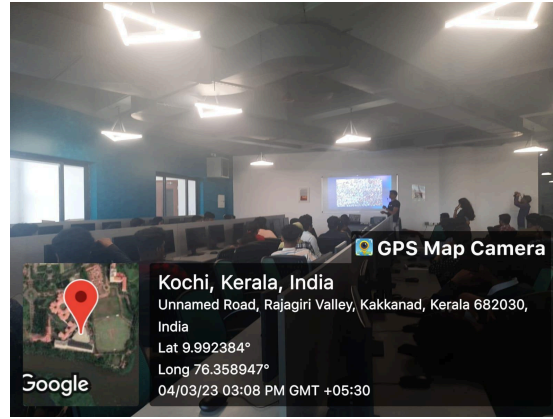 GPS Map Camera
Kochi, Kerala, India
Unnamed Road, Rajagiri Valley, Kakkanad, Kerala 682030,
India
Lat 9.992384°
Long 76.358947°
04/03/23 03:08 PM GMT +05:30
Google